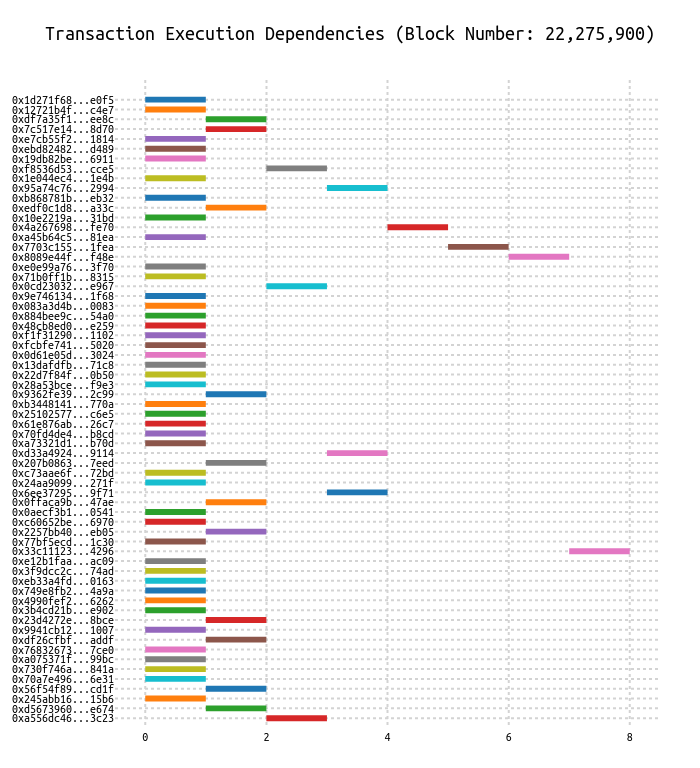 Transaction Execution Dependencies (Block Number: 22,275,900)
0x1d271f68...e0f5
0x12721b4f...c4e7
0xdf7a35f1...ee8c
0x7c517e14...8d70
0xe7cb55f2...1814
0xebd82482...d489
0x19db82be...6911
0xf8536d53...cce5
0x1e044ec4...1e4b
0x95a74c76...2994
0xb868781b...eb32
0xedf0c1d8...a33c
0x10e2219a...31bd
0x4a267698...fe70
0xa45b64c5...81ea
0x7703c155...1fea
0x8089e44f...f48e
0xe0e99a76...3f70
0x71b0ff1b...8315
0x0cd23032...e967
0x9e746134...1f68
0x083a3d4b...0083
0x884bee9c...54a0
0x48cb8ed0...e259
0xf1f31290...1102
0xfcbfe741...5020
0x0d61e05d...3024
0x13dafdfb...71c8
0x22d7f84f...0b50
0x28a53bce...f9e3
0x9362fe39...2c99
0xb3448141...770a
0x25102577...c6e5
0x61e876ab...26c7
0x70fd4de4...b8cd
0xa73321d1...b70d
0xd33a4924...9114
0x207b0863...7eed
0xc73aae6f...72bd
0x24aa9099...271f
0x6ee37295...9f71
0x0ffaca9b...47ae
0x0aecf3b1...0541
0xc60652be...6970
0x2257bb40...eb05
0x77bf5ecd...1c30
0x33c11123...4296
0xe12b1faa...ac09
0x3f9dcc2c...74ad
0xeb33a4fd...0163
0x749e8fb2...4a9a
0x4990fef2...6262
0x3b4cd21b...e902
0x23d4272e...8bce
0x9941cb12...1007
0xdf26cfbf...addf
0x76832673...7ce0
0xa075371f...99bc
0x730f746a...841a
0x70a7e496...6e31
0x56f54f89...cd1f
0x245abb16...15b6
0xd5673960...e674
0xa556dc46...3c23
0 2 4 6 8